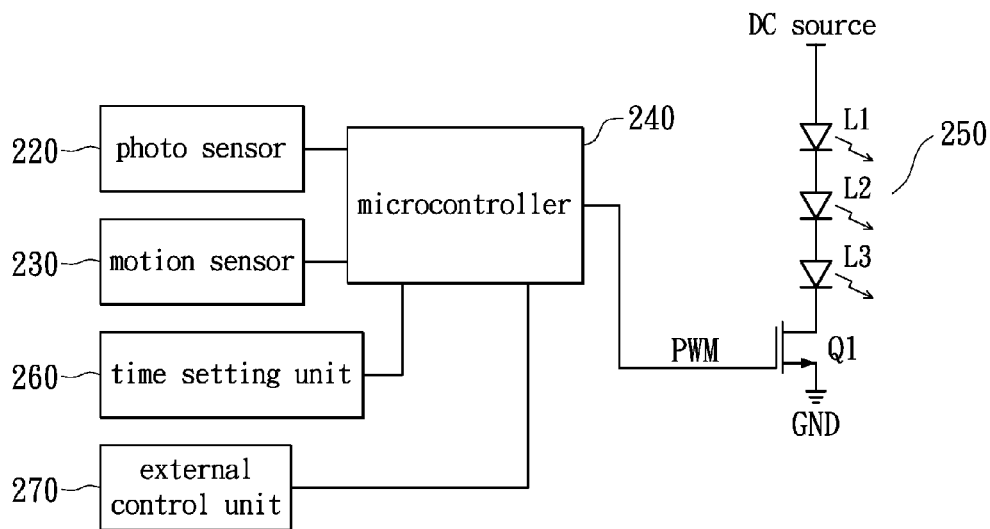 DC source
220
photo sensor
240
microcontroller
L1
250
L2
230
motion sensor
L3
260
time setting unit
PWM
Q1
GND
270
external
control unit